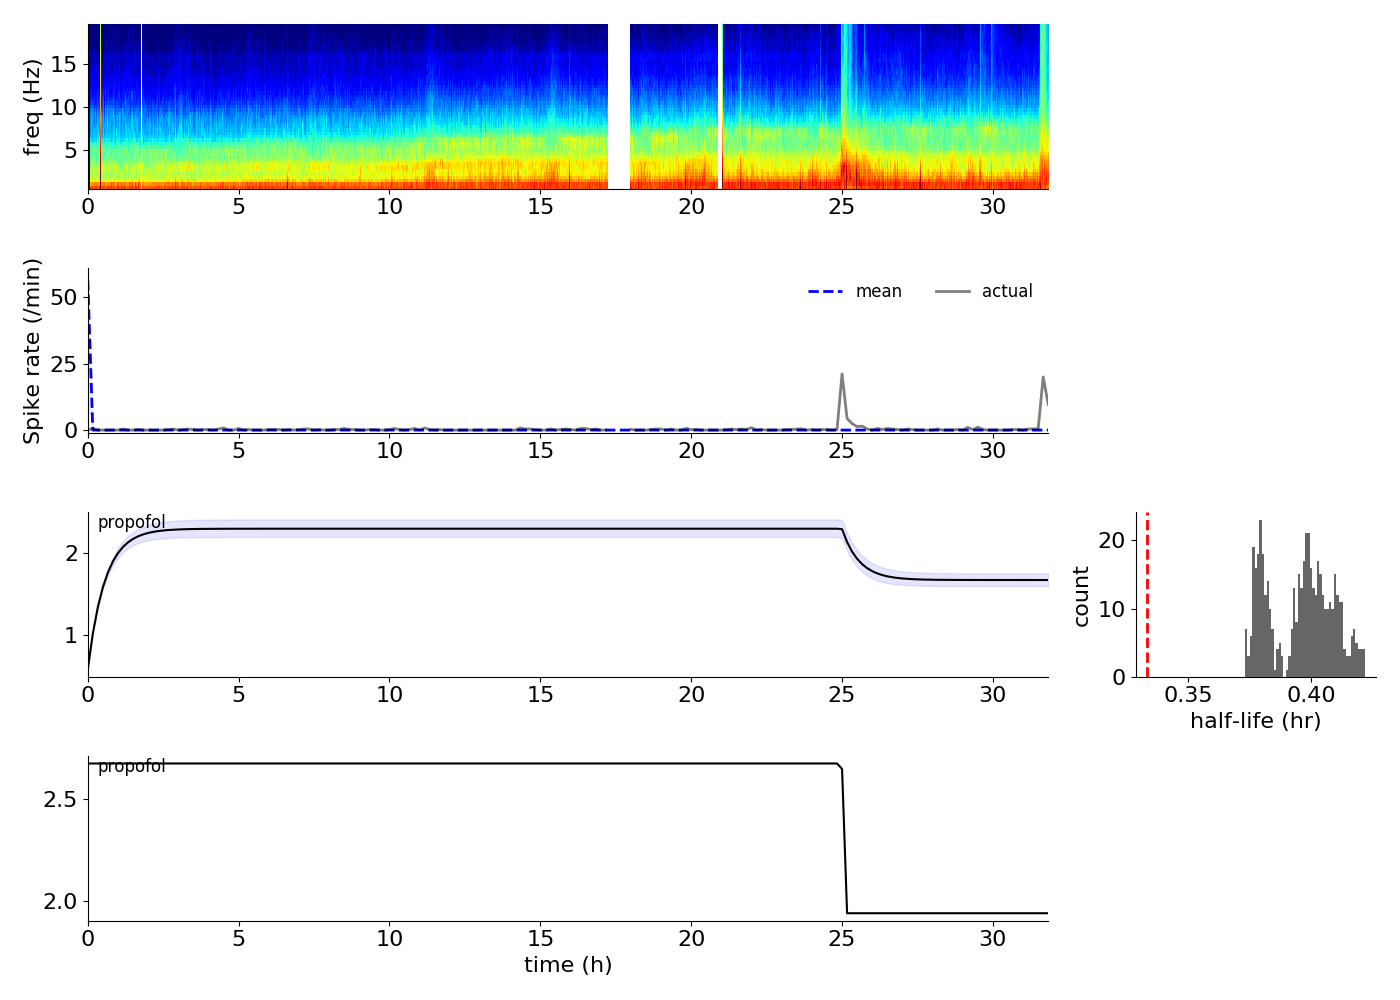 freq (Hz)
15
10
5
0 5 10 15 20 25 30
Spike rate (/min)
50
25
0
mean actual
0 5 10 15 20 25 30
propofol
2
1
0 5 10 15 20 25 30
count
20
10
0
0.35 0.40
half-life (hr)
propofol
2.5
2.0
0 5 10 15 20 25 30
time (h)